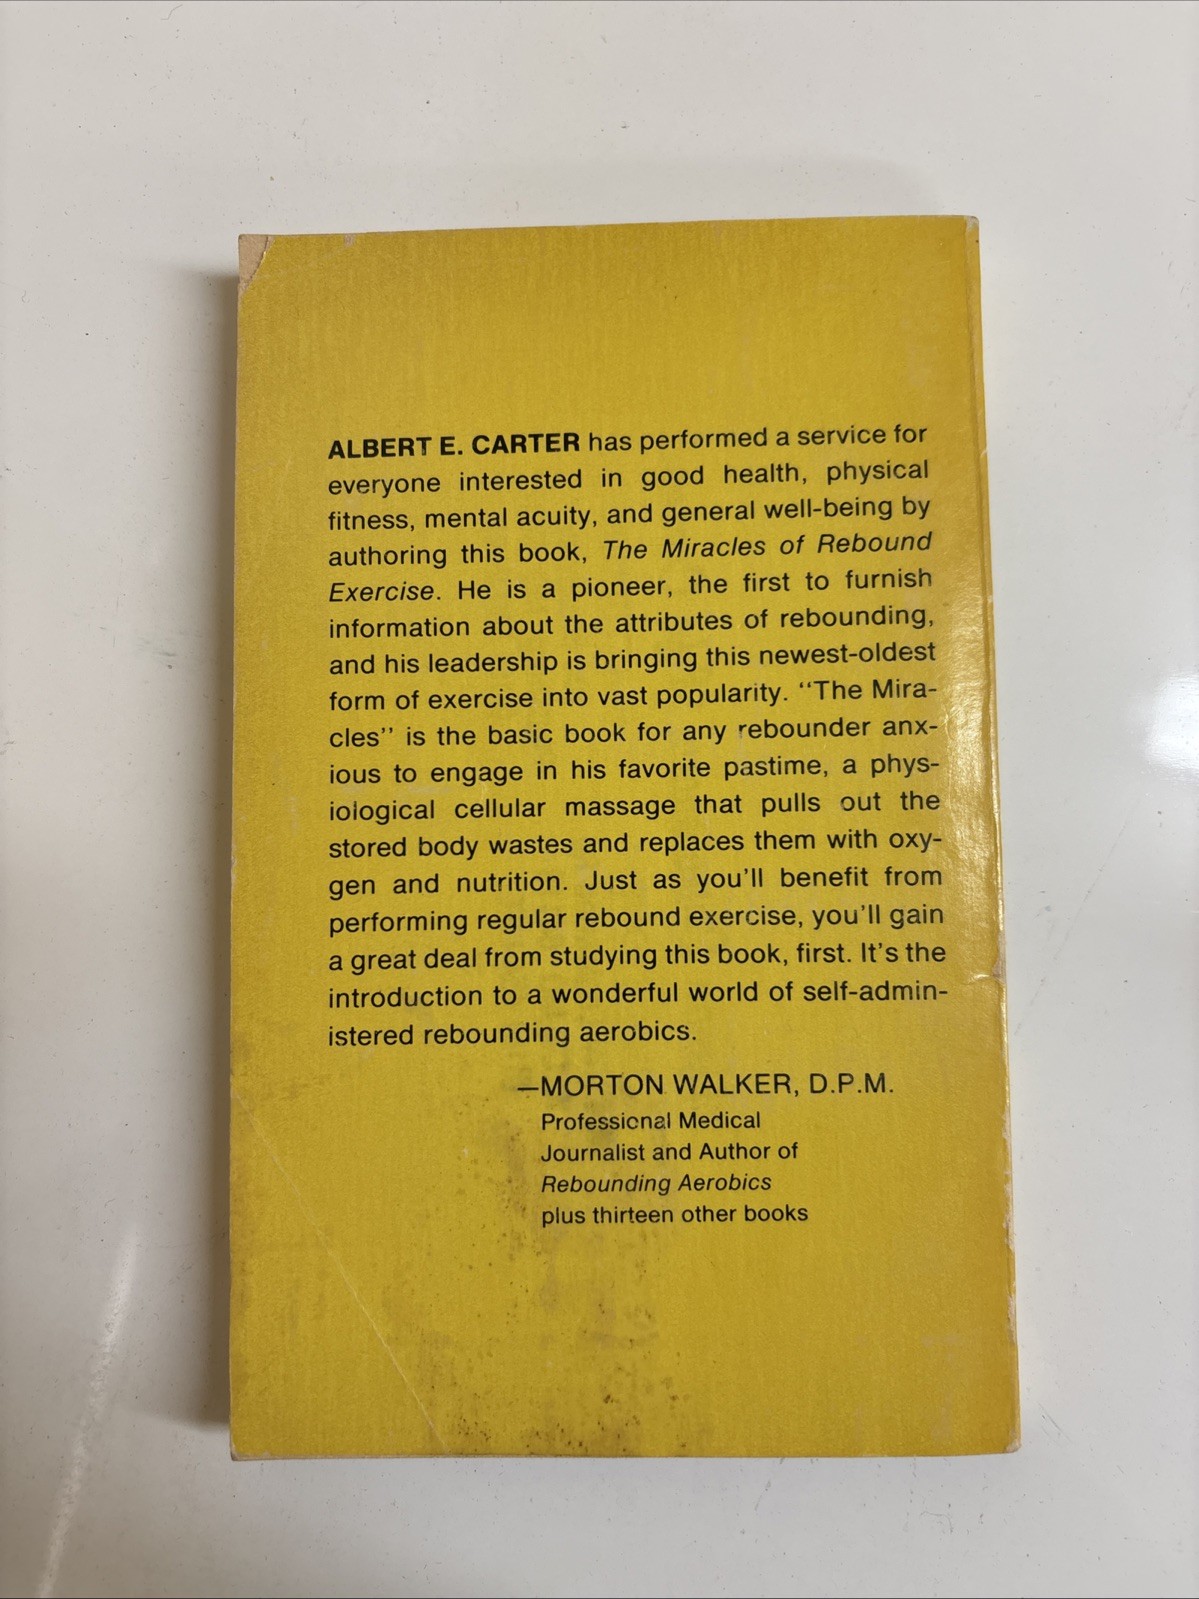 ALBERT E. CARTER has performed a service for
everyone interested in good health, physical
fitness, mental acuity, and general well-being by
authoring this book, The Miracles of Rebound
Exercise. He is a pioneer, the first to furnish
information about the attributes of rebounding,
and his leadership is bringing this newest-oldest
form of exercise into vast popularity. "The Mira-
cles" is the basic book for any rebounder anx-
ious to engage in his favorite pastime, a phys-
iological cellular massage that pulls out the
stored body wastes and replaces them with oxy-
gen and nutrition. Just as you'll benefit from
performing regular rebound exercise, you'll gain
a great deal from studying this book, first. It's the
introduction to a wonderful world of self-admin-
istered rebounding aerobics.
—MORTON WALKER, D.P.M.
Professional Medical
Journalist and Author of
Rebounding Aerobics
plus thirteen other books